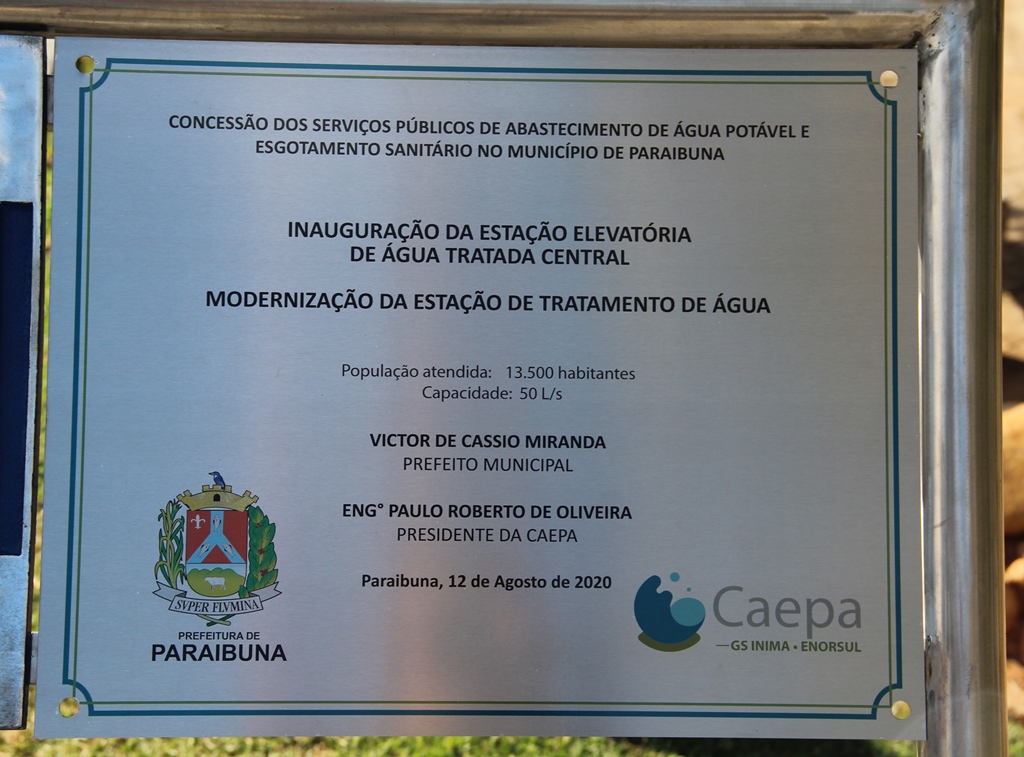 CONCESSÃO DOS SERVIÇOS PÚBLICOS DE ABASTECIMENTO DE ÁGUA POTÁVEL E
ESGOTAMENTO SANITÁRIO NO MUNICÍPIO DE PARAIBUNA
INAUGURAÇÃO DA ESTAÇÃO ELEVATÓRIA
DE ÁGUA TRATADA CENTRAL
MODERNIZAÇÃO DA ESTAÇÃO DE TRATAMENTO DE ÁGUA
População atendida: 13.500 habitantes
Capacidade: 50 L/s
VICTOR DE CASSIO MIRANDA
PREFEITO MUNICIPAL
ENG° PAULO ROBERTO DE OLIVEIRA
PRESIDENTE DA CAEPA
Paraibuna, 12 de Agosto de 2020
SVPER FLVMINA
PREFEITURA DE
PARAIBUNA
Caepa
GS INIMA • ENORSUL